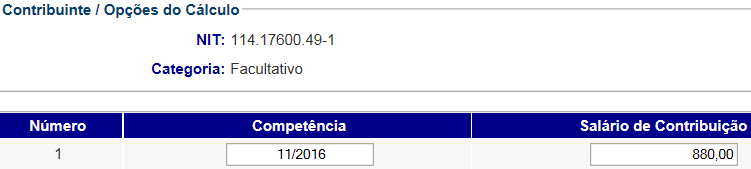 Contribuinte / Opções do Cálculo
NIT: 114.17600.49-1
Categoria: Facultativo
Número Competência Salário de Contribuição
1 11/2016 880,00